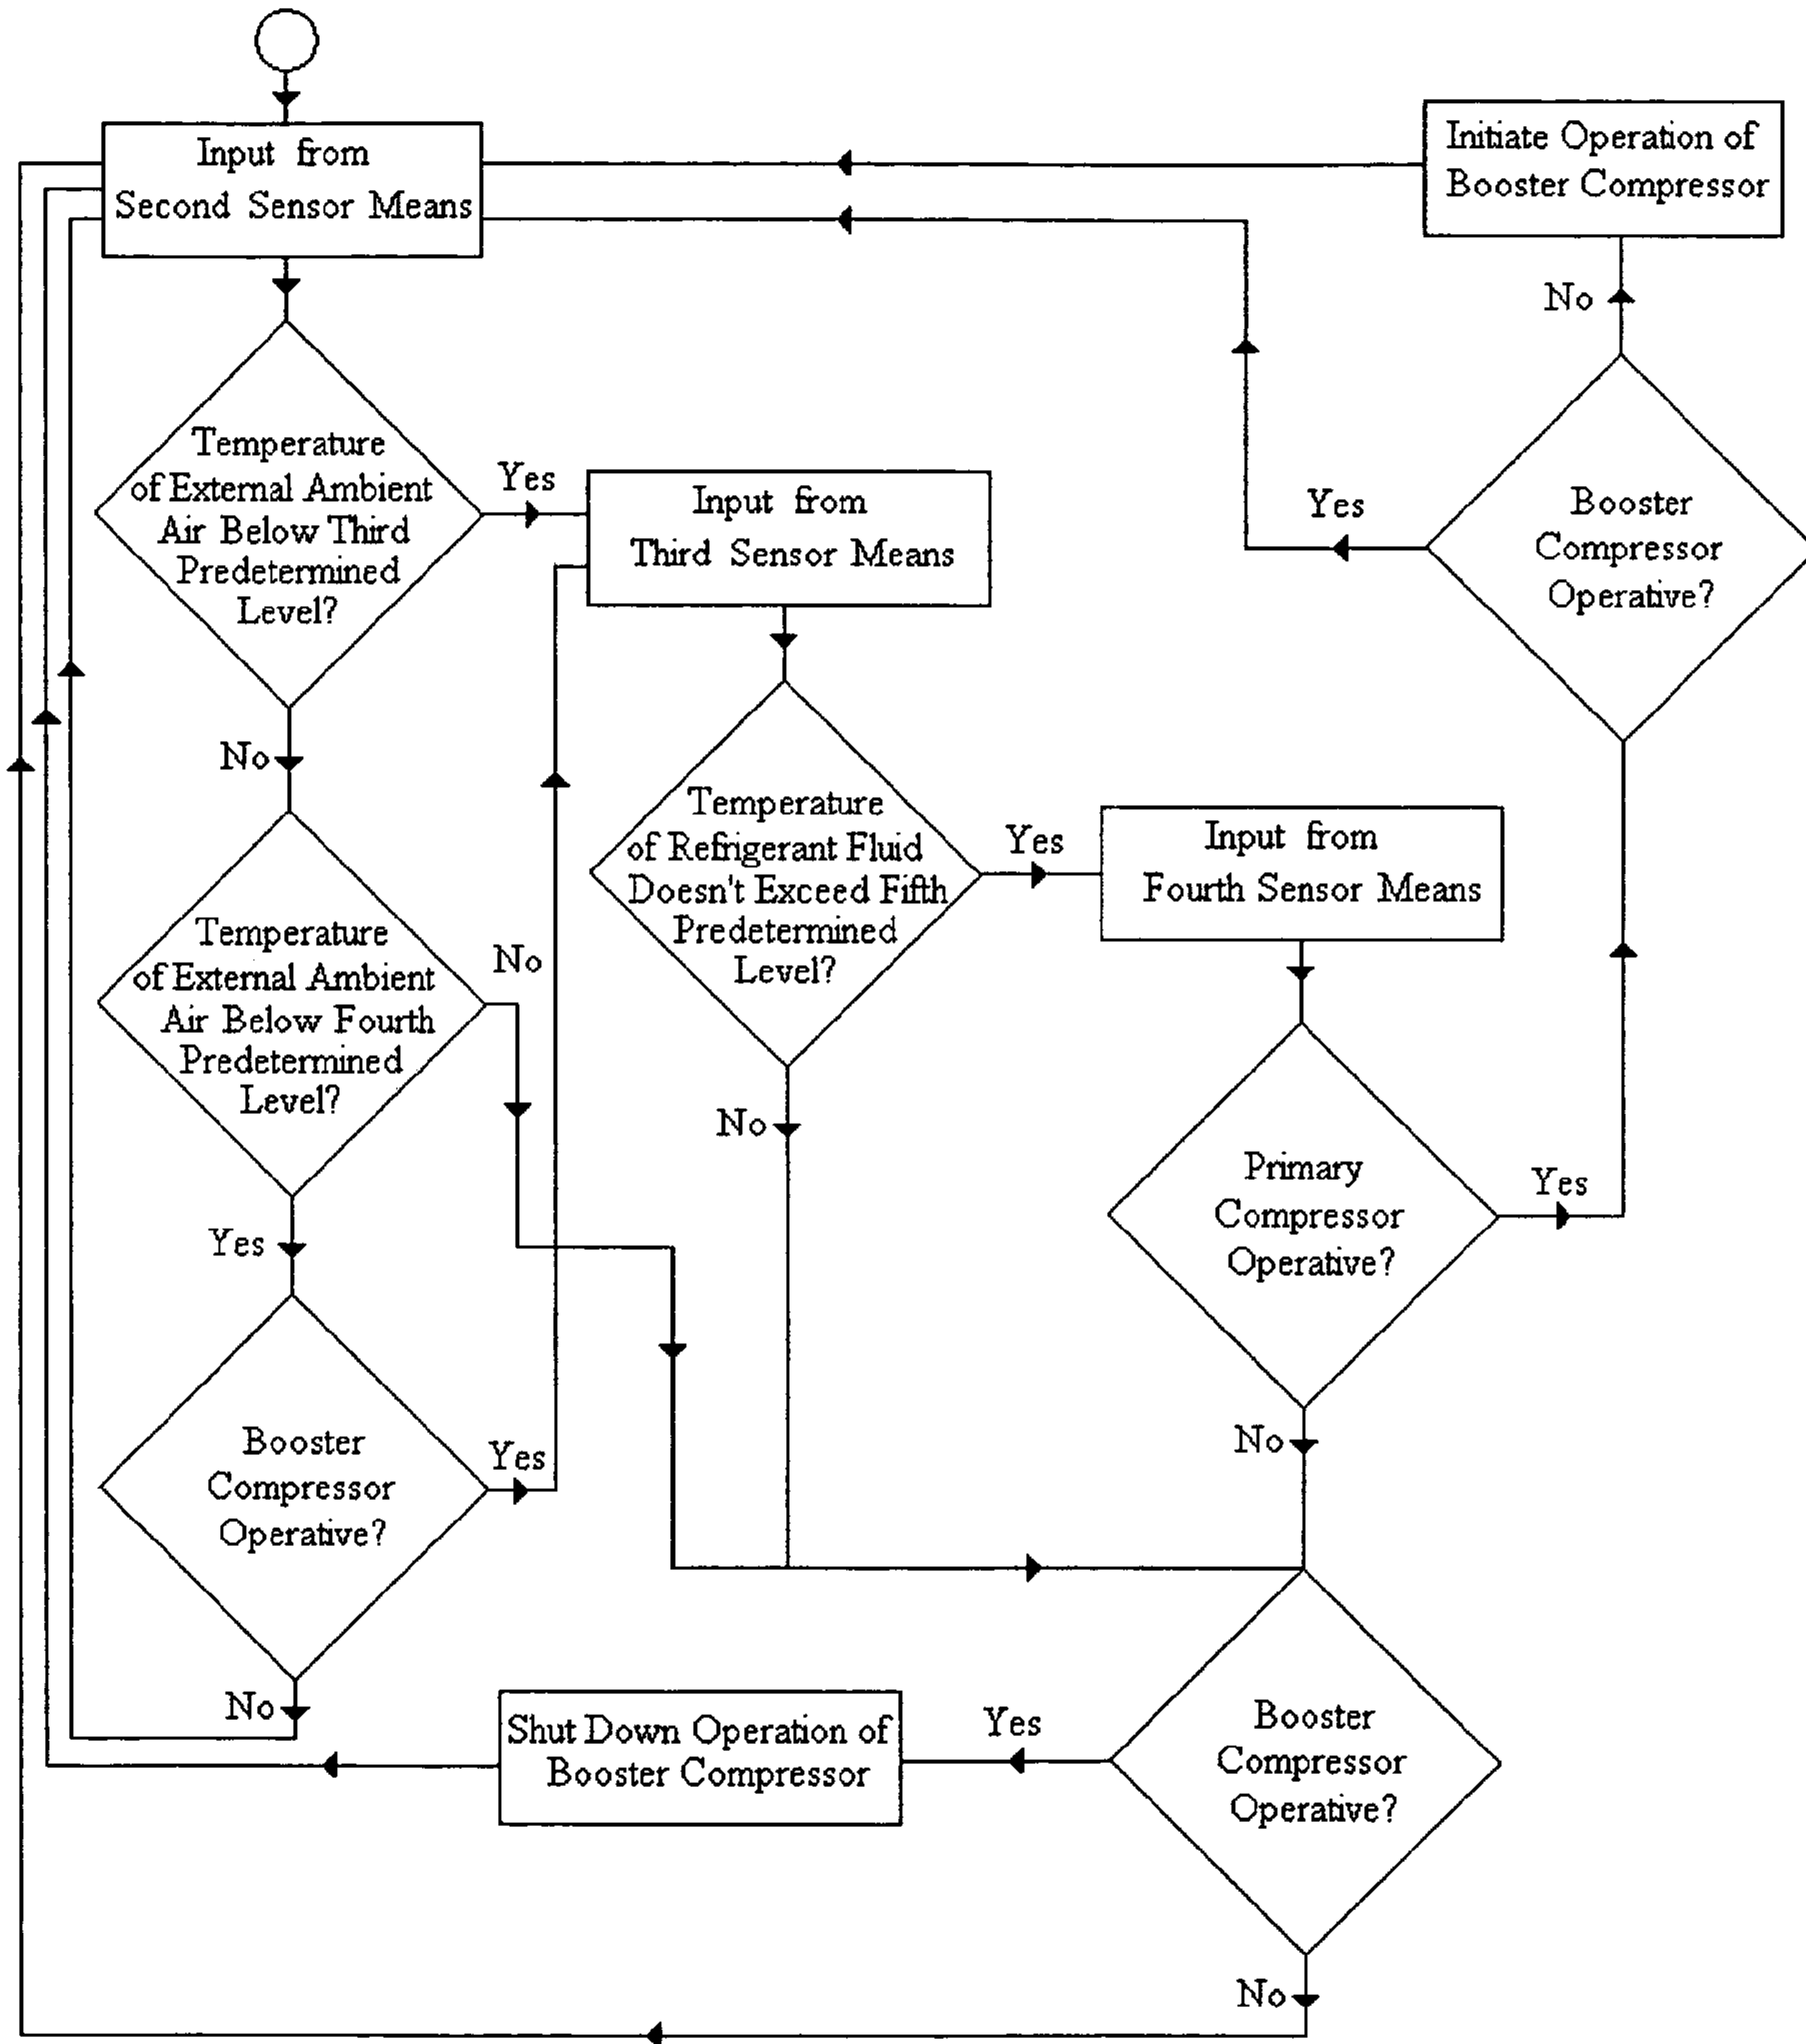 Input from
Second Sensor Means
Initiate Operation of
Booster Compressor
No
Temperature
of External Ambient
Air Below Third
Predetermined
Level?
Yes
Input from
Third Sensor Means
Yes
Booster
Compressor
Operative?
No
Temperature
of Refrigerant Fluid
Doesn't Exceed Fifth
Predetermined
Level?
Yes
Input from
Fourth Sensor Means
Temperature
of External Ambient
Air Below Fourth
Predetermined
Level?
No
No
Primary
Compressor
Operative?
Yes
Yes
Booster
Compressor
Operative?
Yes
No
No
Shut Down Operation of
Booster Compressor
Yes
Booster
Compressor
Operative?
No